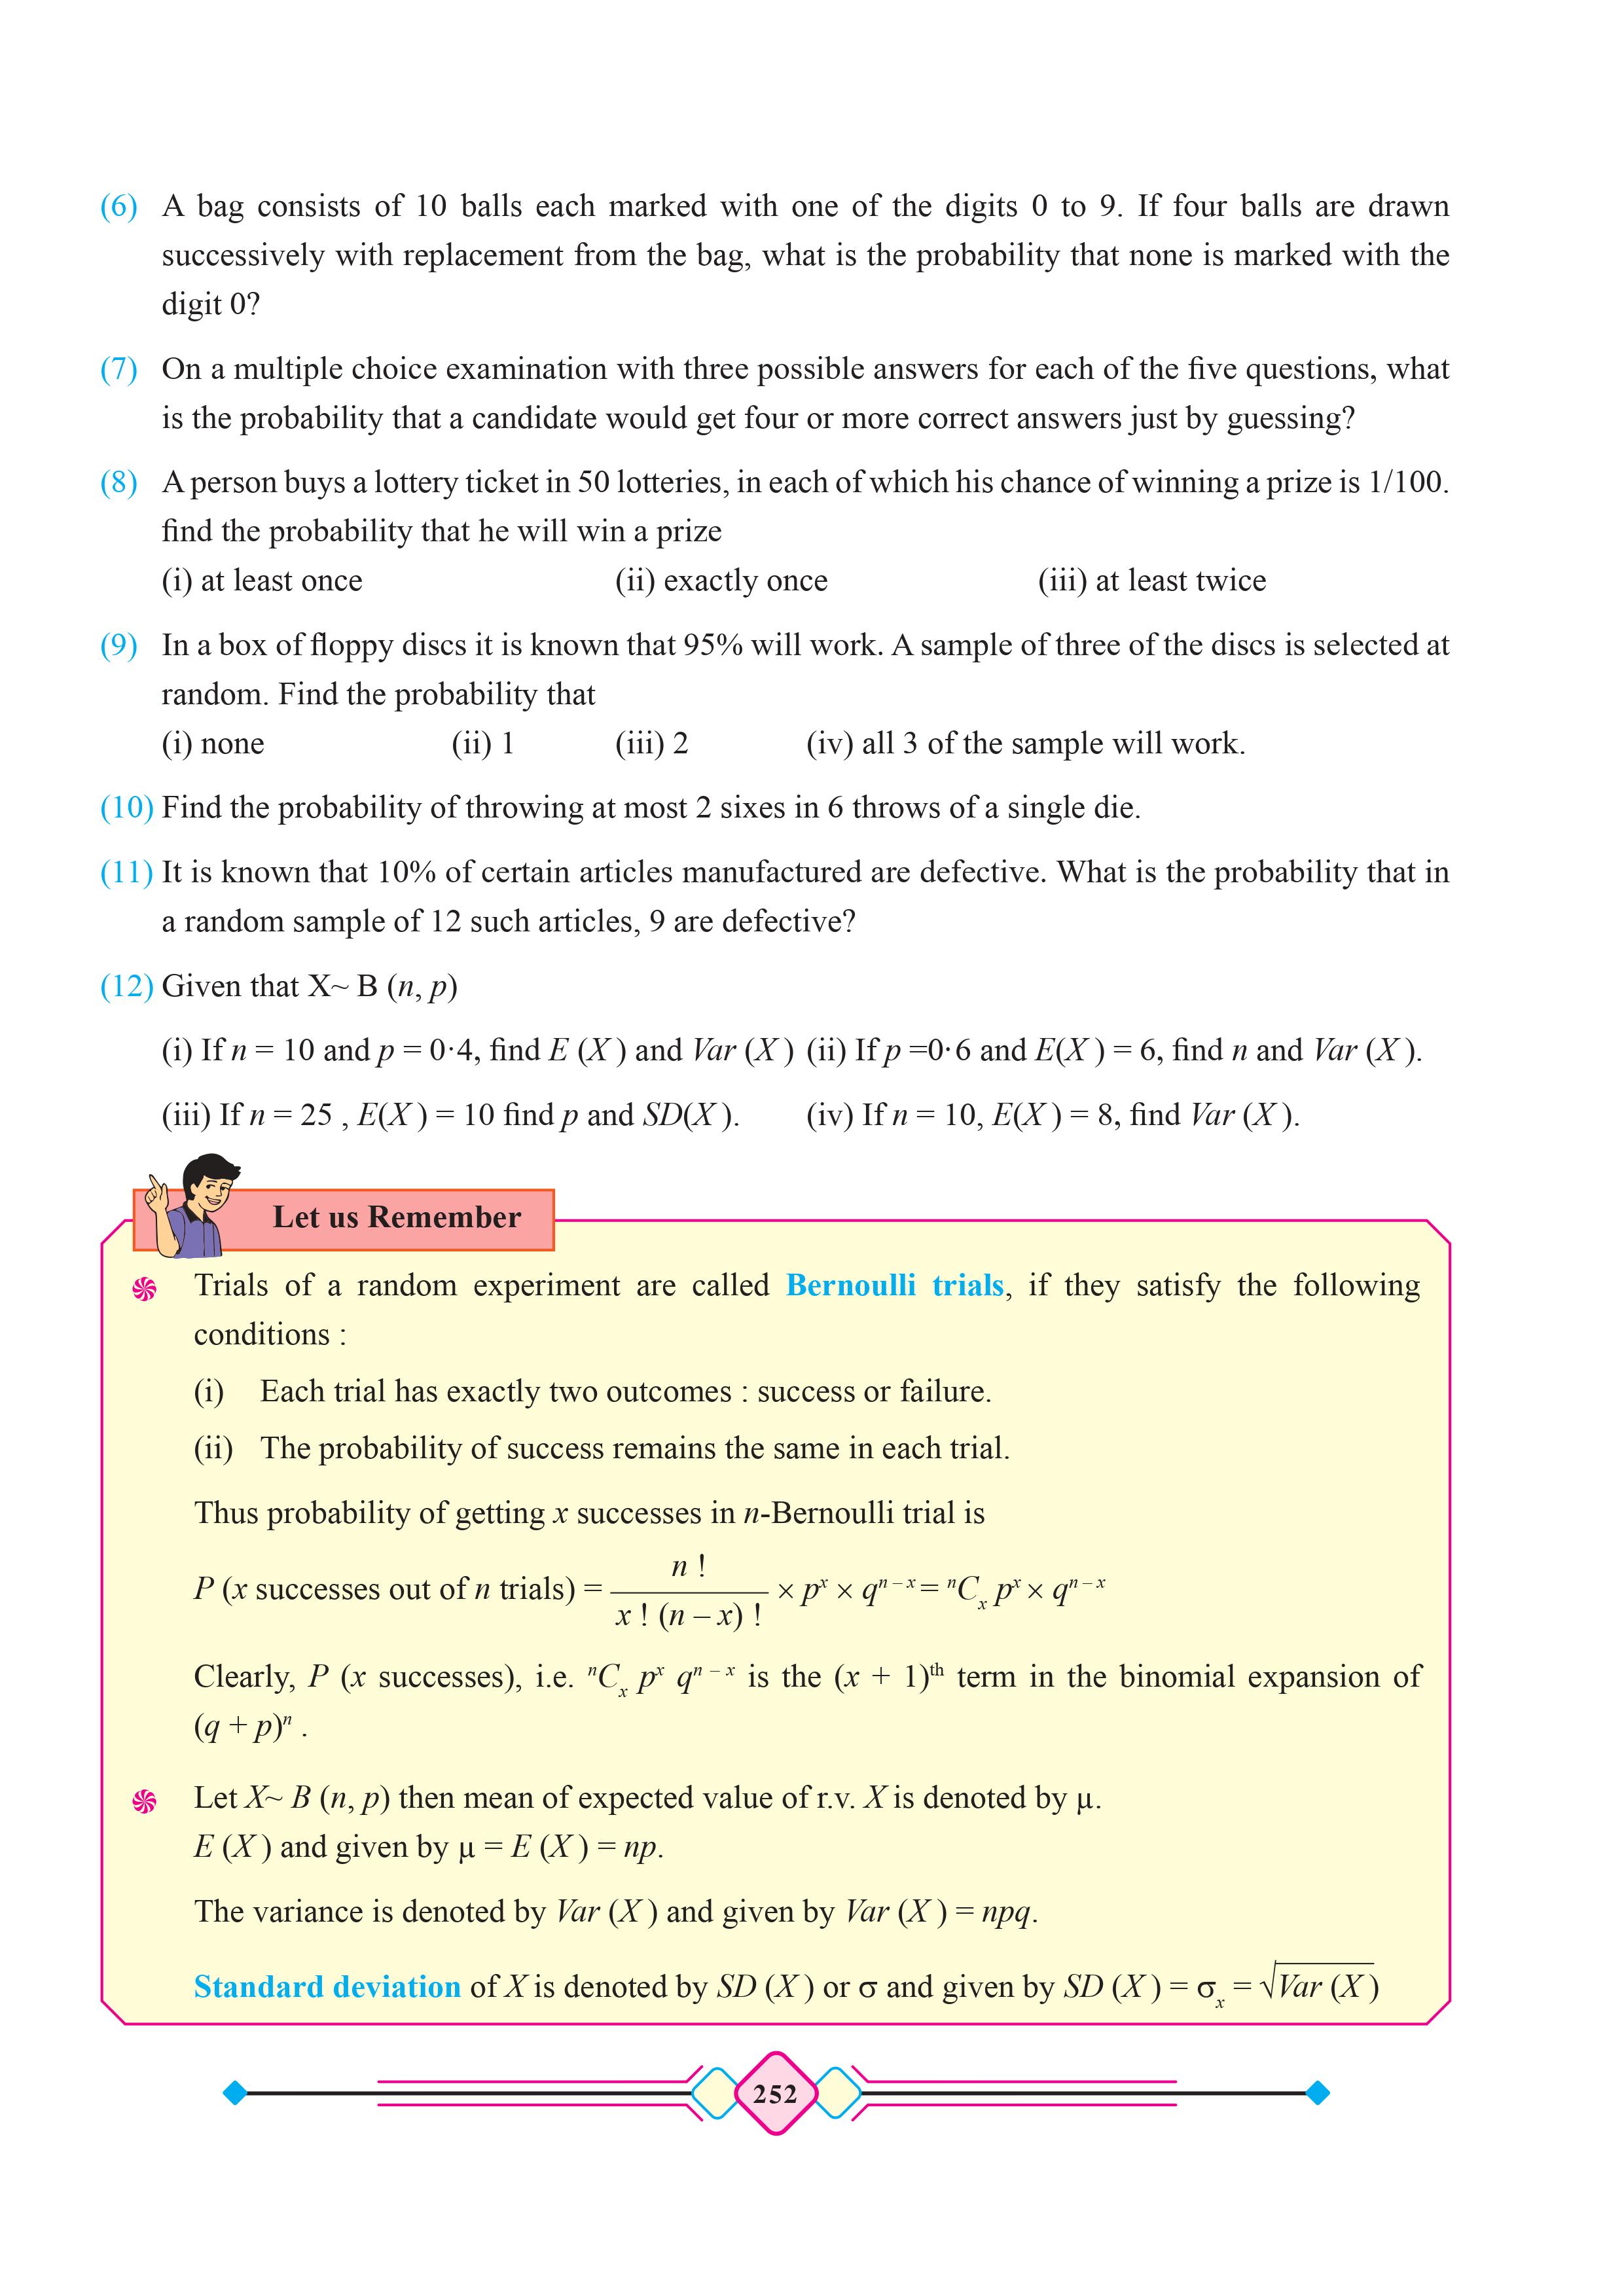 (6) A bag consists of 10 balls each marked with one of the digits 0 to 9. If four balls are drawn
successively with replacement from the bag, what is the probability that none is marked with the
digit 0?
(7) On a multiple choice examination with three possible answers for each of the five questions, what
is the probability that a candidate would get four or more correct answers just by guessing?
(8) A person buys a lottery ticket in 50 lotteries, in each of which his chance of winning a prize is 1/100.
find the probability that he will win a prize
(i) at least once (ii) exactly once (iii) at least twice
(9) In a box of floppy discs it is known that 95% will work. A sample of three of the discs is selected at
random. Find the probability that
(i) none (ii) 1 (iii) 2 (iv) all 3 of the sample will work.
(10) Find the probability of throwing at most 2 sixes in 6 throws of a single die.
(11) It is known that 10% of certain articles manufactured are defective. What is the probability that in
a random sample of 12 such articles, 9 are defective?
(12) Given that X~ B (n, p)
(i) If n = 10 and p = 0·4, find E (X ) and Var (X ) (ii) If p =0·6 and E(X ) = 6, find n and Var (X ).
(iii) If n = 25 , E(X ) = 10 find p and SD(X ). (iv) If n = 10, E(X ) = 8, find Var (X ).
Let us Remember
Trials of a random experiment are called Bernoulli trials, if they satisfy the following
conditions :
(i) Each trial has exactly two outcomes : success or failure.
(ii) The probability of success remains the same in each trial.
Thus probability of getting x successes in n-Bernoulli trial is
P (x successes out of n trials) = n ! / x ! (n – x) ! × pˣ × qⁿ ⁻ ˣ = ⁿCₓ pˣ × qⁿ ⁻ ˣ
Clearly, P (x successes), i.e. ⁿCₓ pˣ qⁿ ⁻ ˣ is the (x + 1)ᵗʰ term in the binomial expansion of
(q + p)ⁿ .
Let X~ B (n, p) then mean of expected value of r.v. X is denoted by μ.
E (X ) and given by μ = E (X ) = np.
The variance is denoted by Var (X ) and given by Var (X ) = npq.
Standard deviation of X is denoted by SD (X ) or σ and given by SD (X ) = σₓ = √Var (X )
252